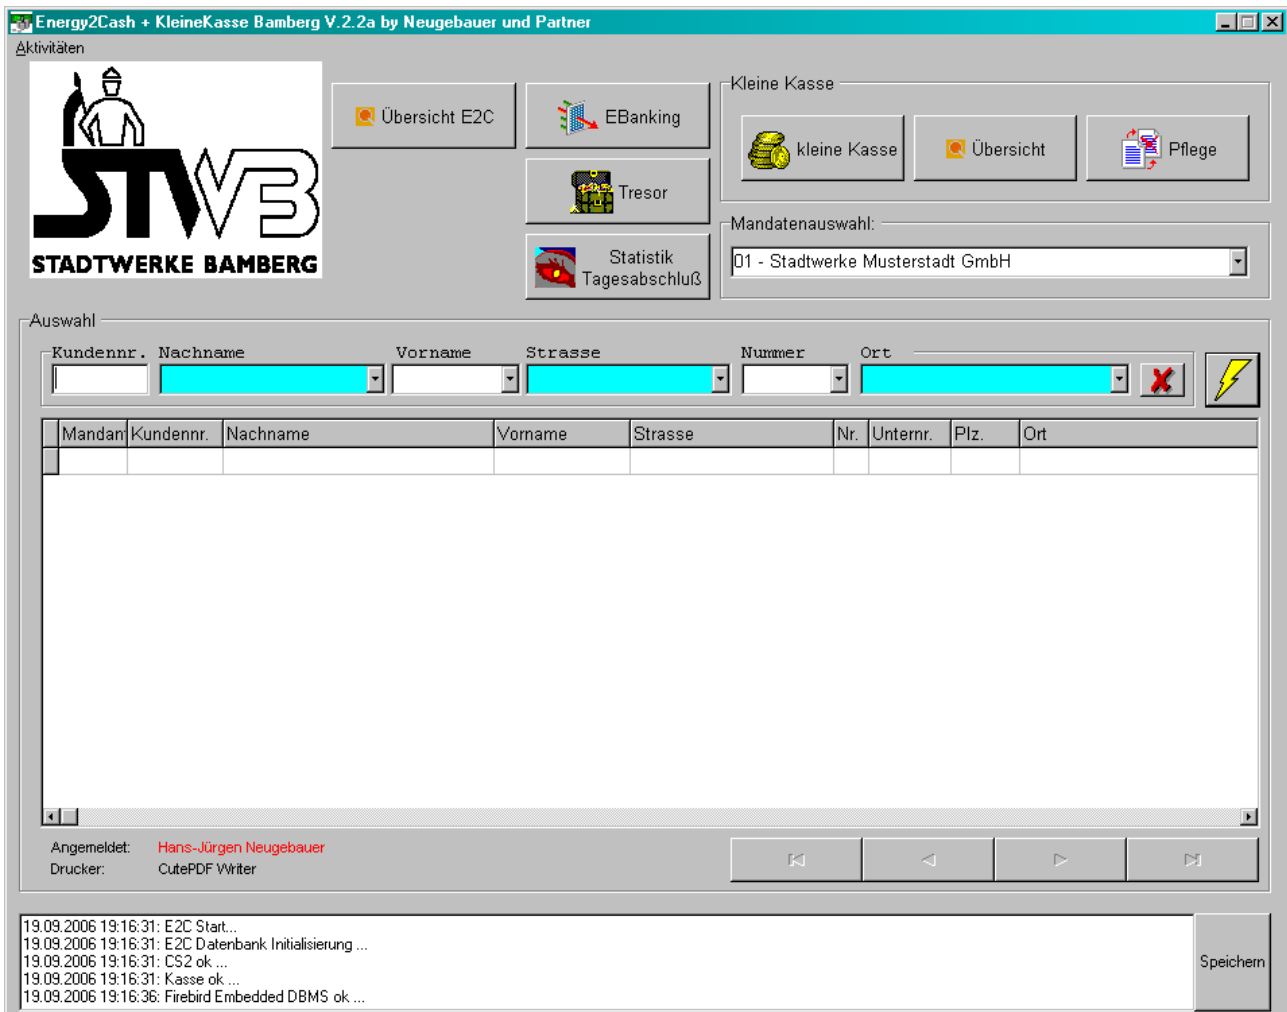 Energy2Cash + KleineKasse Bamberg V.2.2a by Neugebauer und Partner
Aktivitäten
STWB
STADTWERKE BAMBERG
Übersicht E2C
EBanking
Tresor
Statistik
Tagesabschluß
Kleine Kasse
kleine Kasse
Übersicht
Pflege
Mandatenauswahl:
01 - Stadtwerke Musterstadt GmbH
Auswahl
Kundennr. Nachname Vorname Strasse Nummer Ort
Mandant Kundennr. Nachname Vorname Strasse Nr. Unternr. Plz. Ort
Angemeldet: Hans-Jürgen Neugebauer
Drucker: CutePDF Writer
19.09.2006 19:16:31: E2C Start...
19.09.2006 19:16:31: E2C Datenbank Initialisierung ...
19.09.2006 19:16:31: CS2 ok ...
19.09.2006 19:16:31: Kasse ok ...
19.09.2006 19:16:36: Firebird Embedded DBMS ok ...
Speichern